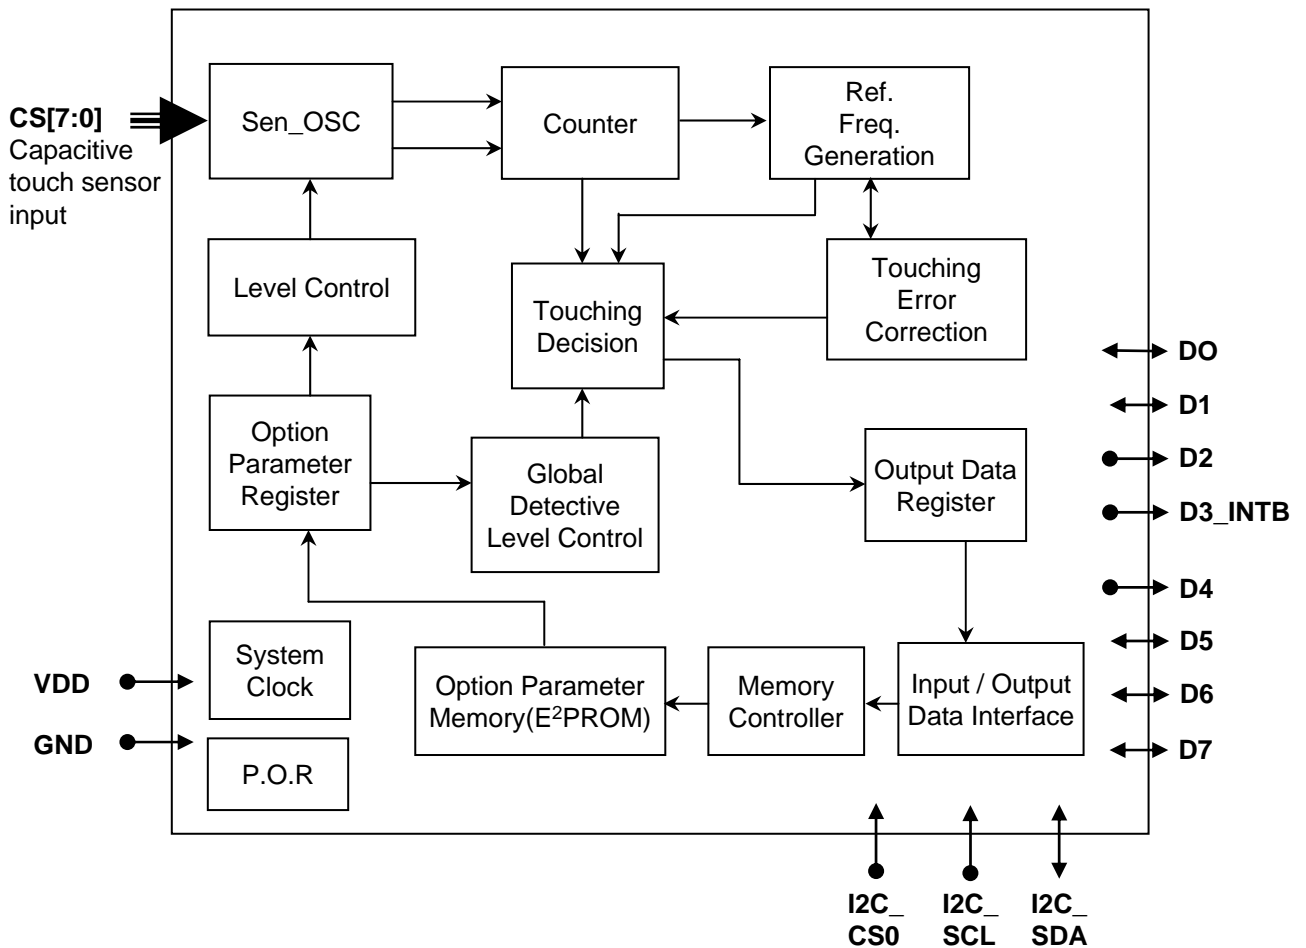 CS[7:0]
Capacitive
touch sensor
input
Sen_OSC
Counter
Ref.
Freq.
Generation
Level Control
Touching
Decision
Touching
Error
Correction
Option
Parameter
Register
Global
Detective
Level Control
Output Data
Register
System
Clock
P.O.R
Option Parameter
Memory(E²PROM)
Memory
Controller
Input / Output
Data Interface
VDD
GND
DO
D1
D2
D3_INTB
D4
D5
D6
D7
I2C_
CS0
I2C_
SCL
I2C_
SDA